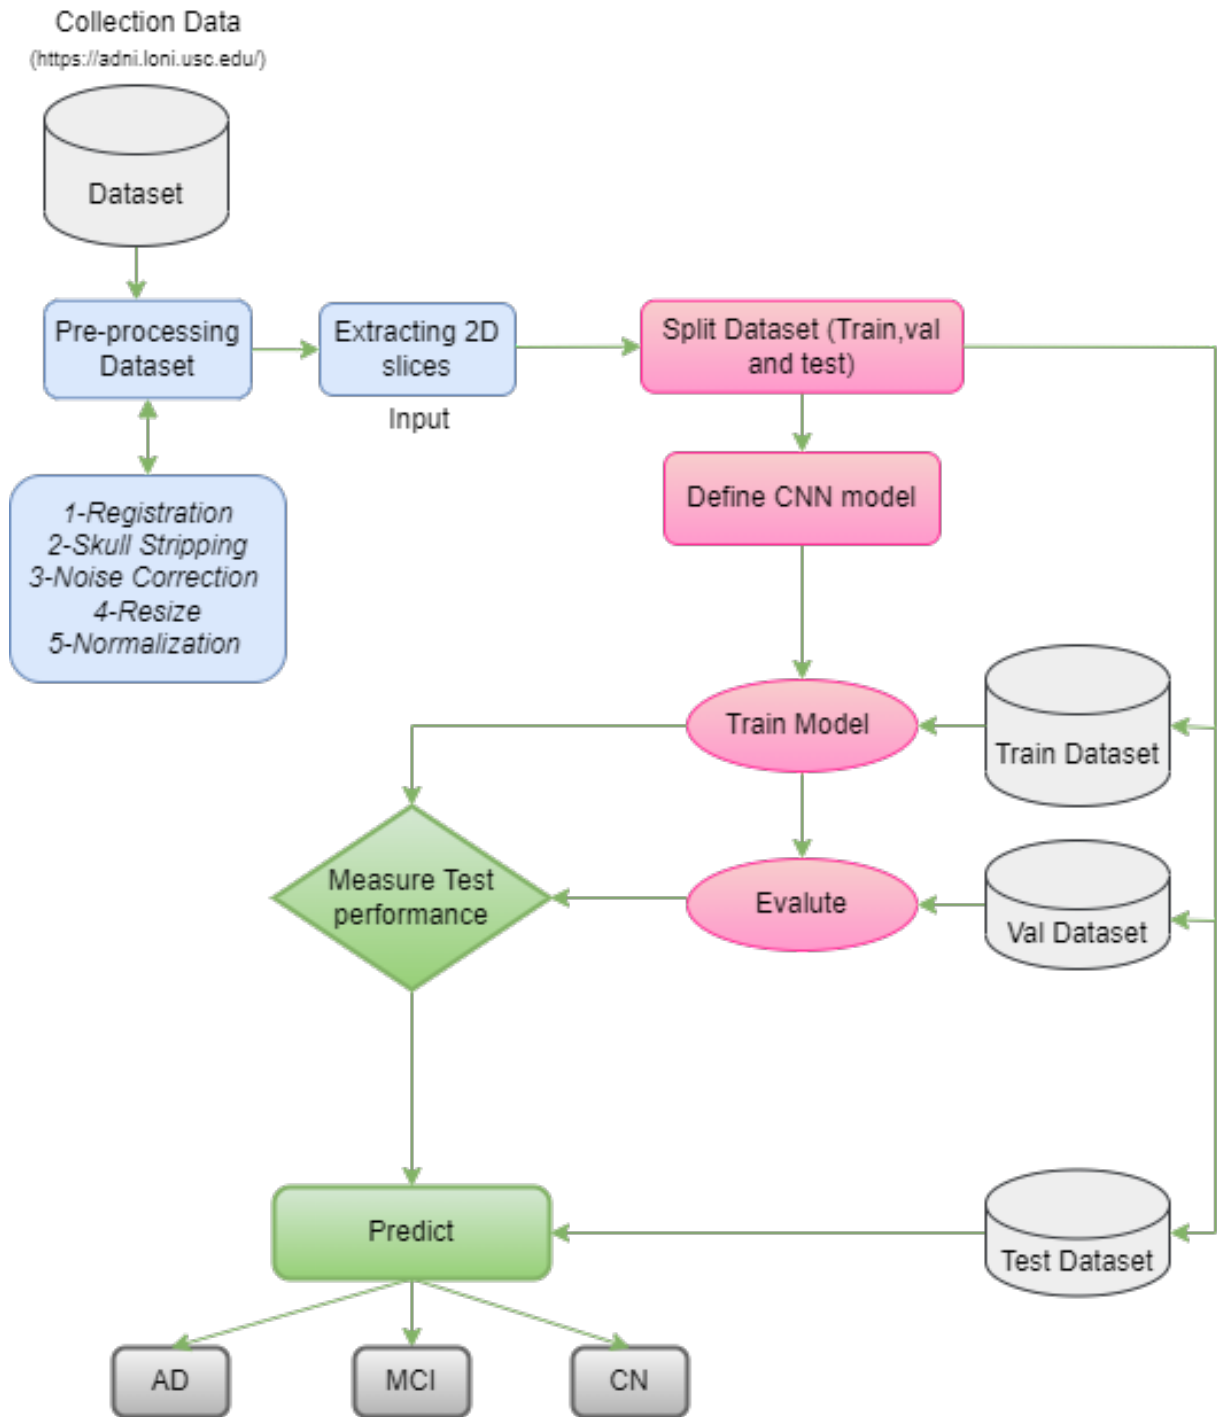 Collection Data
(https://adni.loni.usc.edu/)
Dataset
Pre-processing
Dataset
Extracting 2D
slices
Input
Split Dataset (Train,val
and test)
1-Registration
2-Skull Stripping
3-Noise Correction
4-Resize
5-Normalization
Define CNN model
Train Model
Train Dataset
Measure Test
performance
Evalute
Val Dataset
Predict
Test Dataset
AD
MCI
CN